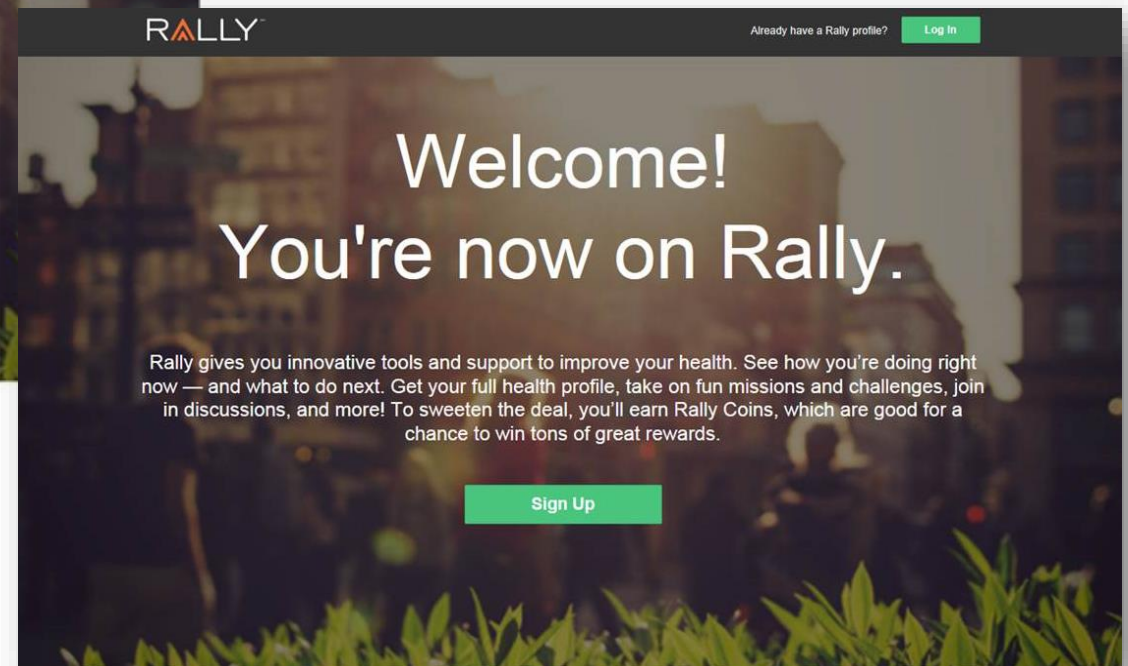 RALLY™
Already have a Rally profile?
Log In
Welcome!
You're now on Rally.
Rally gives you innovative tools and support to improve your health. See how you’re doing right
now — and what to do next. Get your full health profile, take on fun missions and challenges, join
in discussions, and more! To sweeten the deal, you’ll earn Rally Coins, which are good for a
chance to win tons of great rewards.
Sign Up